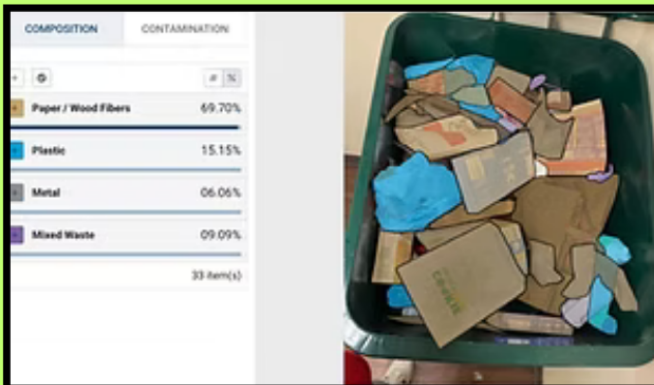 COMPOSITION CONTAMINATION
# %
Paper / Wood Fibers 69.70%
Plastic 15.15%
Metal 06.06%
Mixed Waste 09.09%
33 item(s)